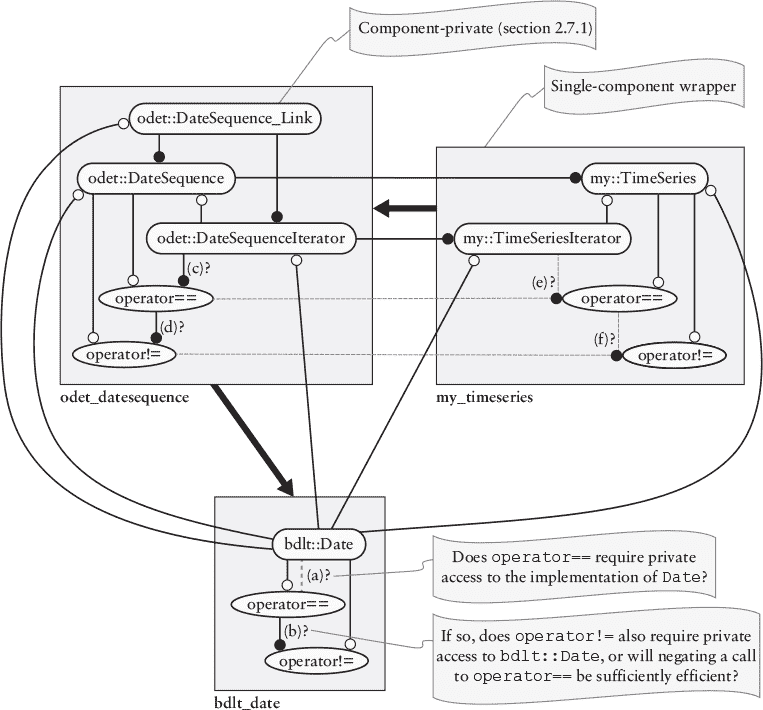 Component-private (section 2.7.1)
Single-component wrapper
odet::DateSequence_Link
odet::DateSequence
odet::DateSequenceIterator
(c)?
operator==
(d)?
operator!=
odet_datesequence
my::TimeSeries
my::TimeSeriesIterator
(e)?
operator==
(f)?
operator!=
my_timeseries
bdlt::Date
(a)?
operator==
(b)?
operator!=
bdlt_date
Does operator== require private
access to the implementation of Date?
If so, does operator!= also require private
access to bdlt::Date, or will negating a call
to operator== be sufficiently efficient?